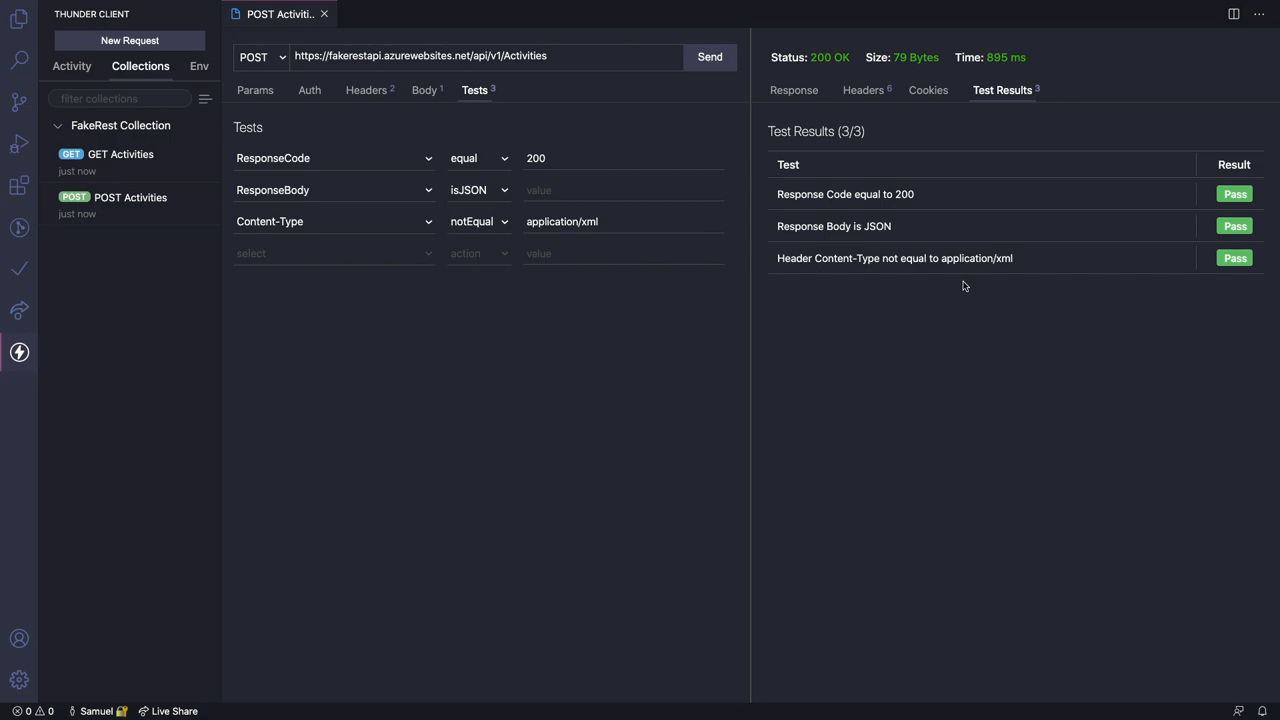 THUNDER CLIENT
New Request
Activity Collections Env
filter collections
FakeRest Collection
GET GET Activities
just now
POST POST Activities
just now
POST Activiti..
POST https://fakerestapi.azurewebsites.net/api/v1/Activities Send
Params Auth Headers 2 Body 1 Tests 3
Tests
ResponseCode equal 200
ResponseBody isJSON value
Content-Type notEqual application/xml
select action value
Status: 200 OK Size: 79 Bytes Time: 895 ms
Response Headers 6 Cookies Test Results 3
Test Results (3/3)
Test Result
Response Code equal to 200 Pass
Response Body is JSON Pass
Header Content-Type not equal to application/xml Pass
0 0 Samuel Live Share